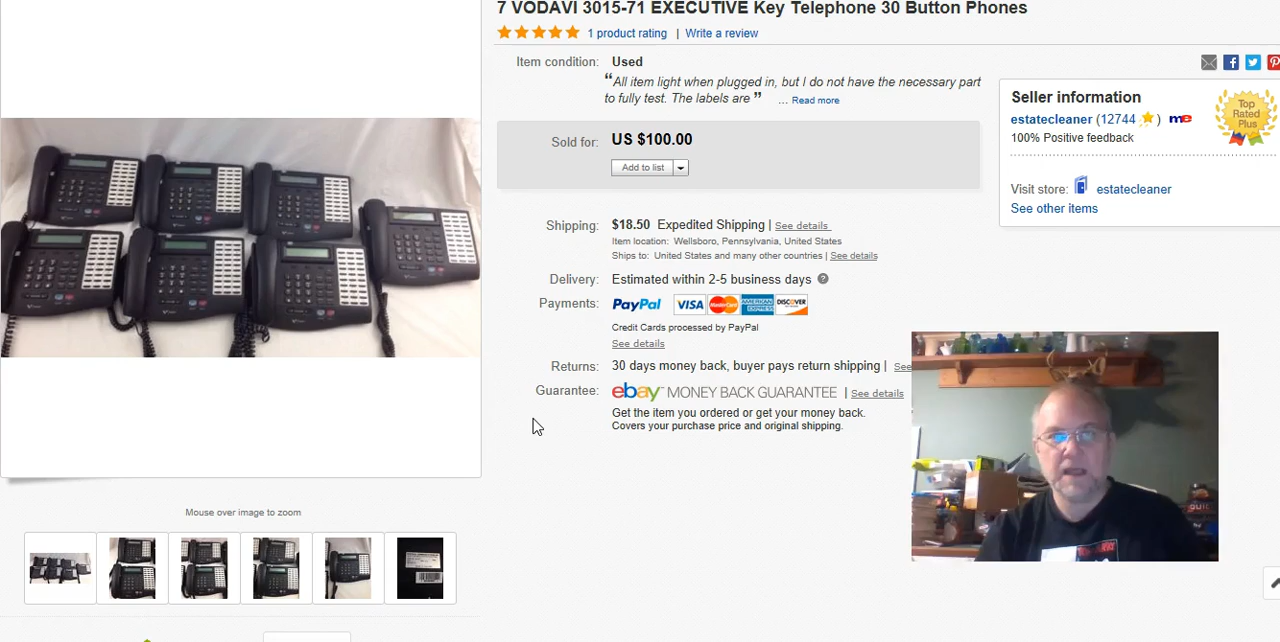 7 VODAVI 3015-71 EXECUTIVE Key Telephone 30 Button Phones
1 product rating | Write a review
Item condition: Used
“All item light when plugged in, but I do not have the necessary part
to fully test. The labels are ” ... Read more
Sold for: US $100.00
Add to list
Shipping: $18.50 Expedited Shipping | See details
Item location: Wellsboro, Pennsylvania, United States
Ships to: United States and many other countries | See details
Delivery: Estimated within 2-5 business days ?
Payments: PayPal VISA MasterCard AMERICAN EXPRESS DISCOVER
Credit Cards processed by PayPal
See details
Returns: 30 days money back, buyer pays return shipping | See
Guarantee: ebay MONEY BACK GUARANTEE | See details
Get the item you ordered or get your money back.
Covers your purchase price and original shipping.
Seller information
estatecleaner (12744 ) me
100% Positive feedback
Top
Rated
Plus
Visit store: estatecleaner
See other items
Mouse over image to zoom